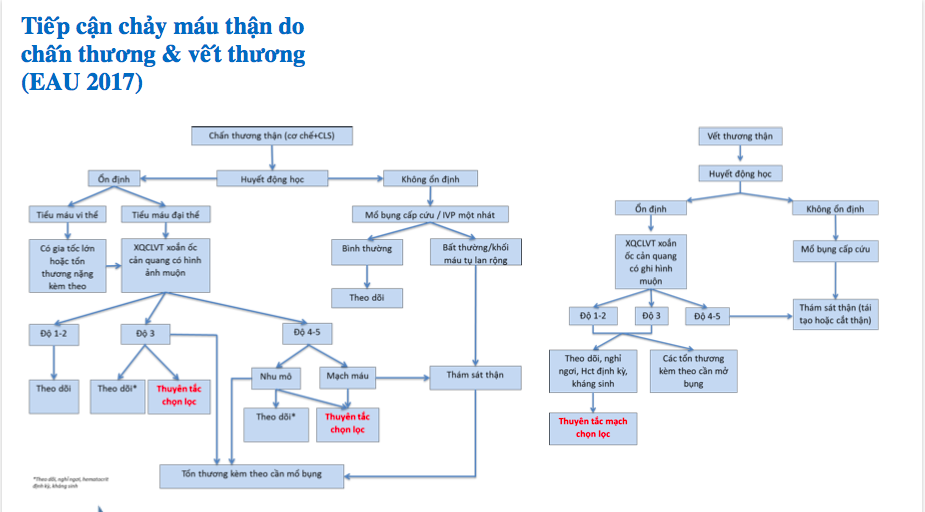 Tiếp cận chảy máu thận do
chấn thương & vết thương
(EAU 2017)
Chấn thương thận (cơ chế+CLS)
Ổn định
Huyết động học
Không ổn định
Tiểu máu vi thể
Tiểu máu đại thể
Mổ bụng cấp cứu / IVP một nhát
Có gia tốc lớn
hoặc tổn
thương nặng
kèm theo
XQCLVT xoắn ốc
cản quang có hình
ảnh muộn
Bình thường
Bất thường/khối
máu tụ lan rộng
Theo dõi
Độ 1-2
Độ 3
Độ 4-5
Theo dõi
Theo dõi*
Thuyên tắc
chọn lọc
Nhu mô
Mạch máu
Thám sát thận
Theo dõi*
Thuyên tắc
chọn lọc
Tổn thương kèm theo cần mổ bụng
*Theo dõi, nghỉ ngơi, hematocrit
định kỳ, kháng sinh
Vết thương thận
Huyết động học
Ổn định
Không ổn định
XQCLVT xoắn
ốc cản quang
có ghi hình
muộn
Mổ bụng cấp cứu
Độ 1-2
Độ 3
Độ 4-5
Thám sát thận (tái
tạo hoặc cắt thận)
Theo dõi, nghỉ
ngơi, Hct định kỳ,
kháng sinh
Các tổn thương
kèm theo cần mở
bụng
Thuyên tắc mạch
chọn lọc